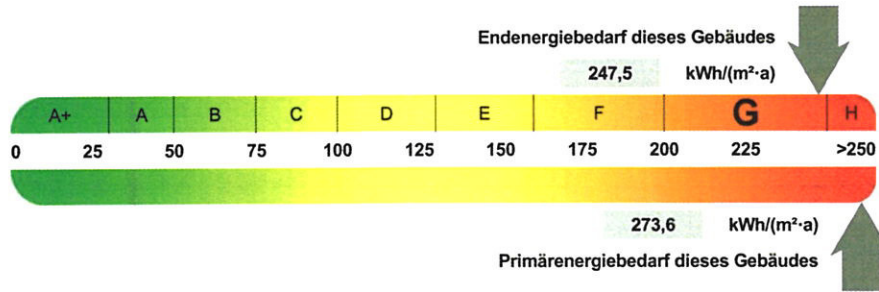 Endenergiebedarf dieses Gebäudes
247,5 kWh/(m²·a)
A+ A B C D E F G H
0 25 50 75 100 125 150 175 200 225 >250
273,6 kWh/(m²·a)
Primärenergiebedarf dieses Gebäudes